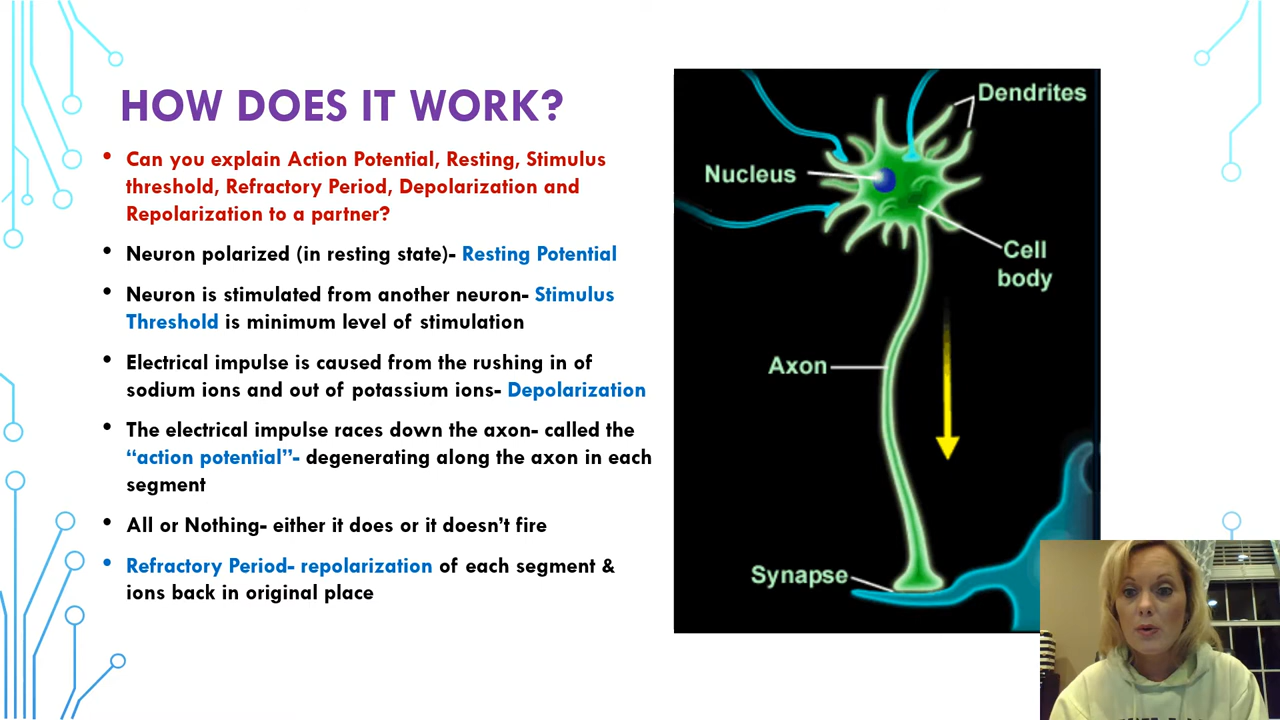 HOW DOES IT WORK?
• Can you explain Action Potential, Resting, Stimulus
threshold, Refractory Period, Depolarization and
Repolarization to a partner?
• Neuron polarized (in resting state)- Resting Potential
• Neuron is stimulated from another neuron- Stimulus
Threshold is minimum level of stimulation
• Electrical impulse is caused from the rushing in of
sodium ions and out of potassium ions- Depolarization
• The electrical impulse races down the axon- called the
“action potential”- degenerating along the axon in each
segment
• All or Nothing- either it does or it doesn’t fire
• Refractory Period- repolarization of each segment &
ions back in original place
Dendrites
Nucleus
Cell
body
Axon
Synapse